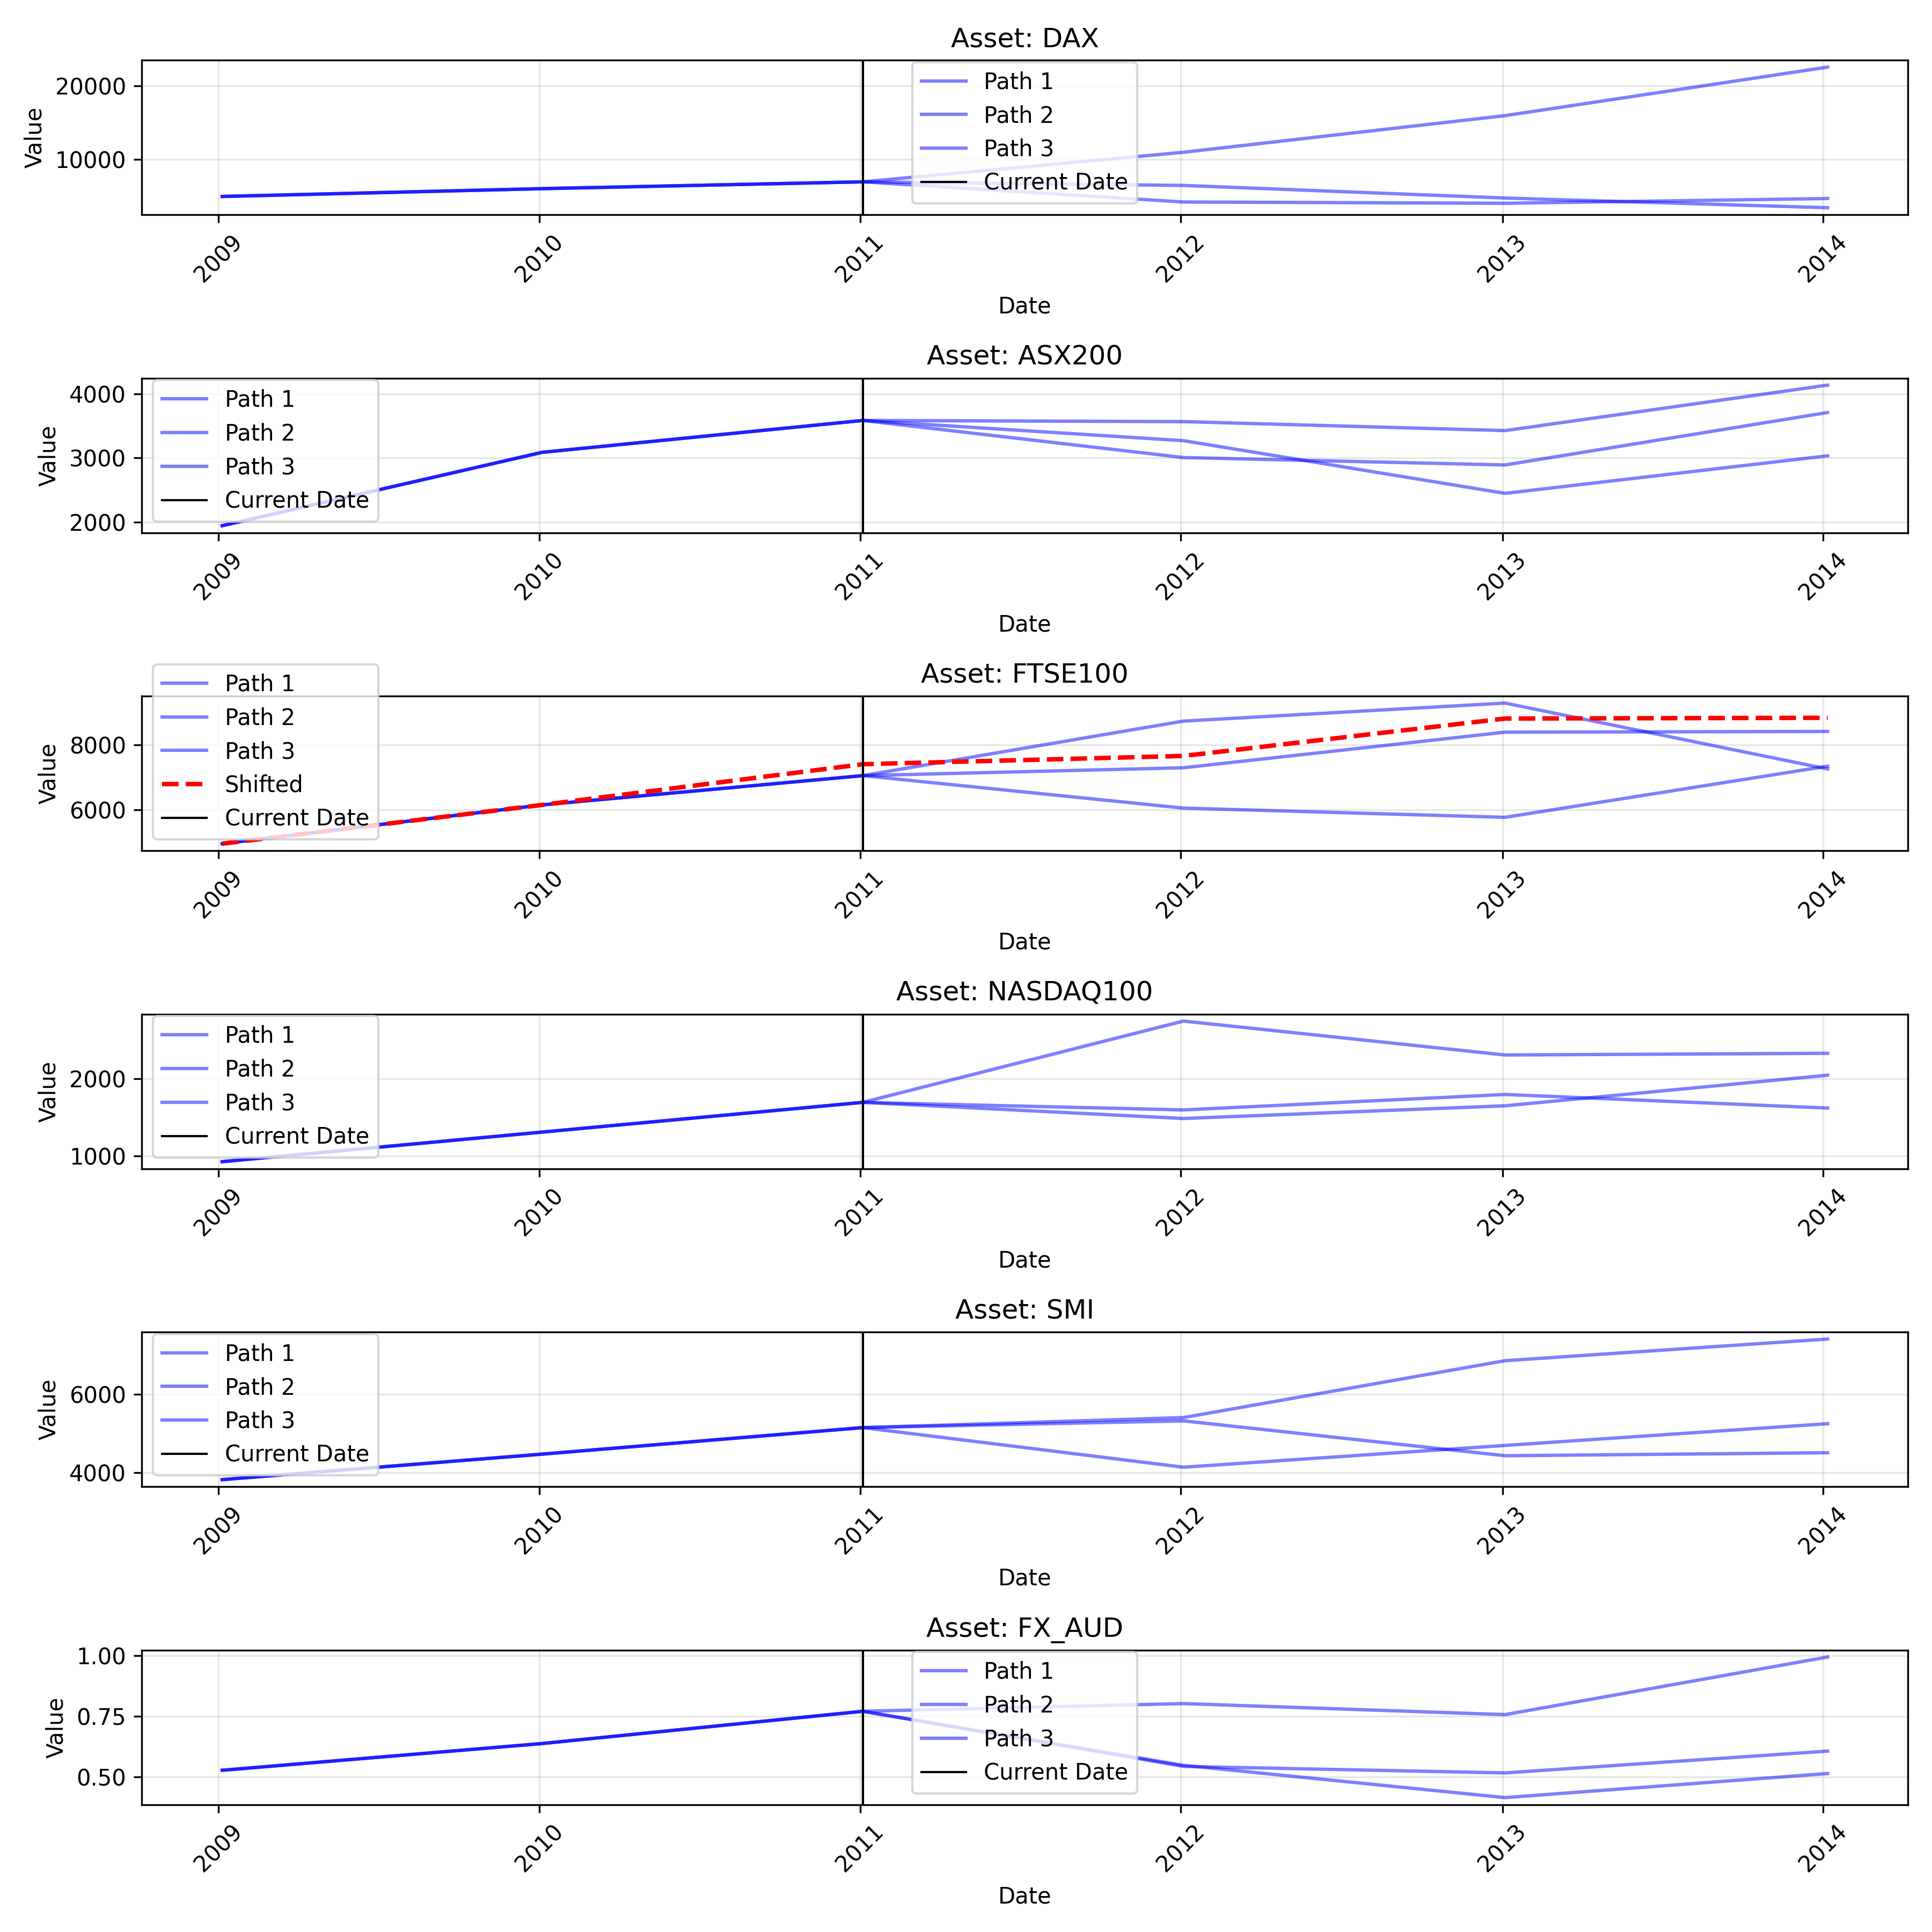 Asset: DAX
Value
20000
10000
Path 1
Path 2
Path 3
Current Date
2009 2010 2011 2012 2013 2014
Date
Asset: ASX200
Value
4000
3000
2000
Path 1
Path 2
Path 3
Current Date
2009 2010 2011 2012 2013 2014
Date
Asset: FTSE100
Value
8000
6000
Path 1
Path 2
Path 3
Shifted
Current Date
2009 2010 2011 2012 2013 2014
Date
Asset: NASDAQ100
Value
2000
1000
Path 1
Path 2
Path 3
Current Date
2009 2010 2011 2012 2013 2014
Date
Asset: SMI
Value
6000
4000
Path 1
Path 2
Path 3
Current Date
2009 2010 2011 2012 2013 2014
Date
Asset: FX_AUD
Value
1.00
0.75
0.50
Path 1
Path 2
Path 3
Current Date
2009 2010 2011 2012 2013 2014
Date